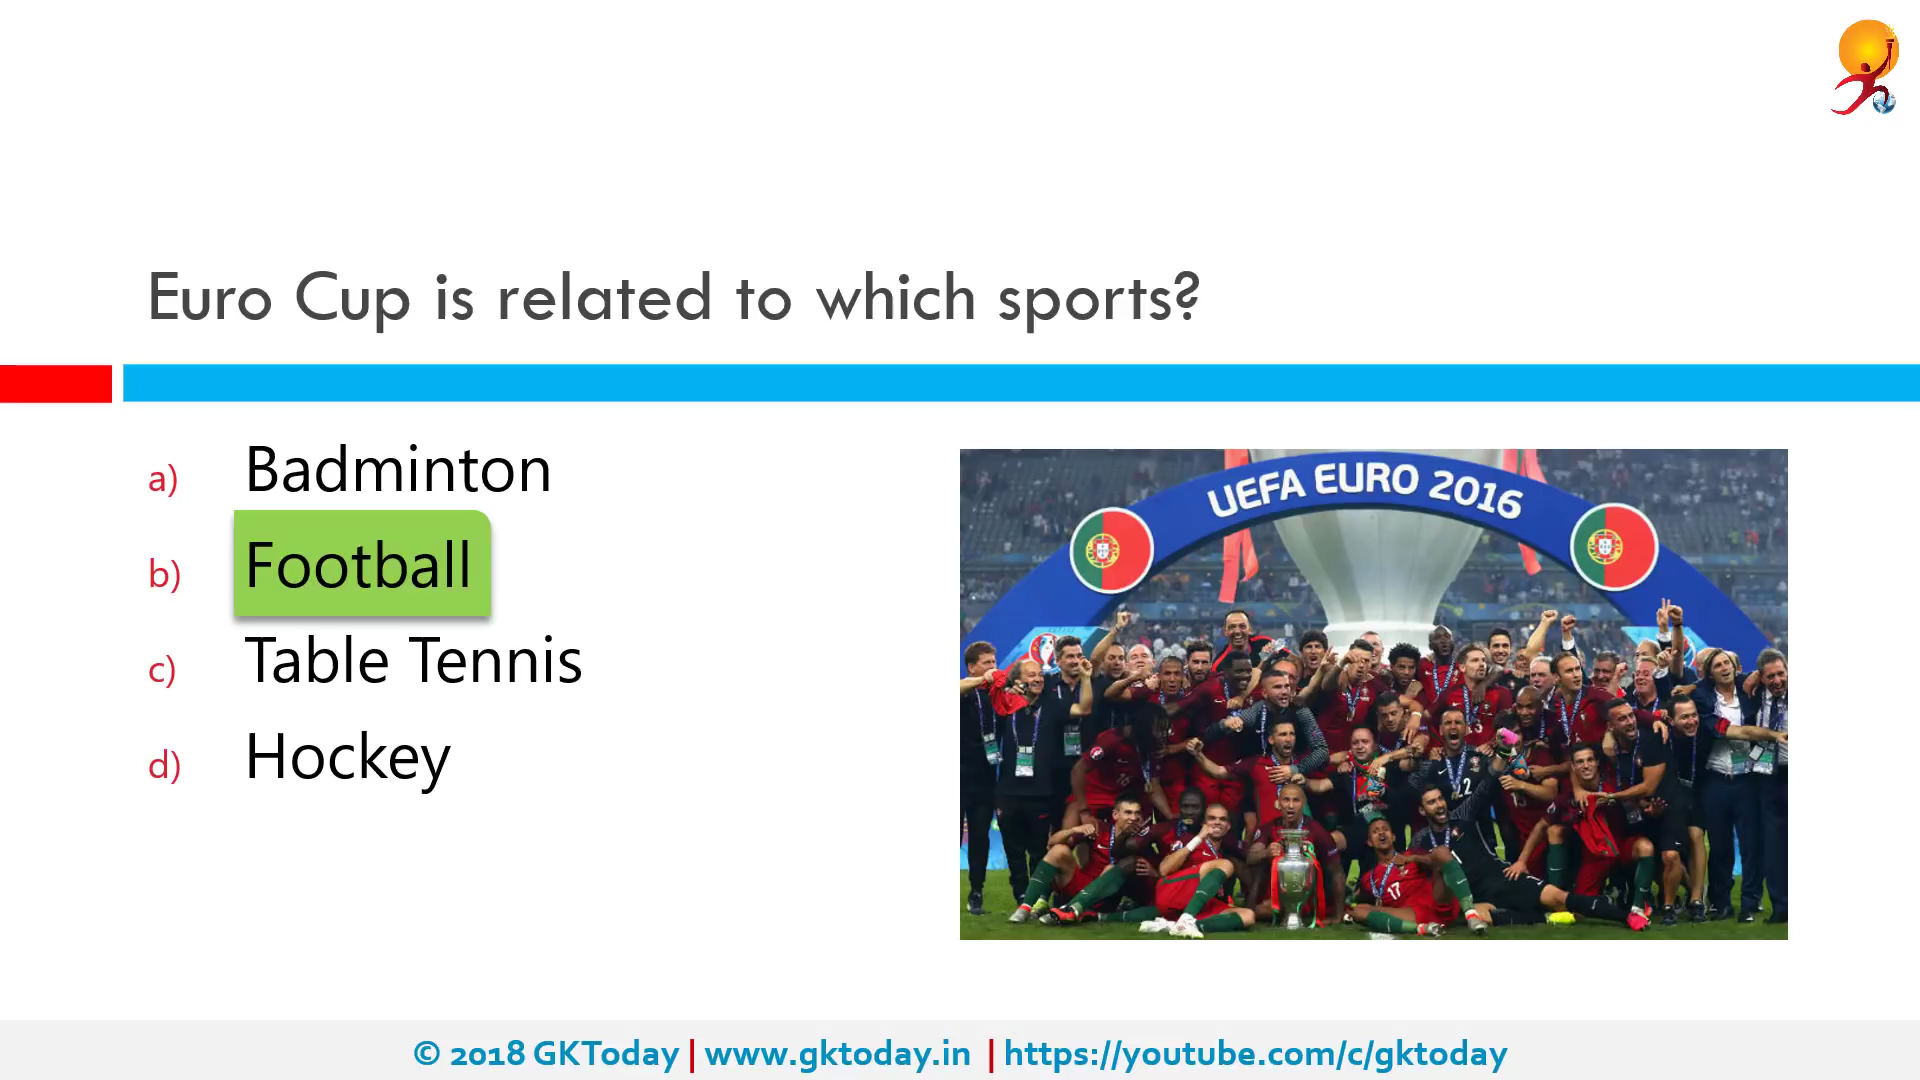 Euro Cup is related to which sports?
a) Badminton
b) Football
c) Table Tennis
d) Hockey
UEFA EURO 2016
17
© 2018 GKToday | www.gktoday.in | https://youtube.com/c/gktoday